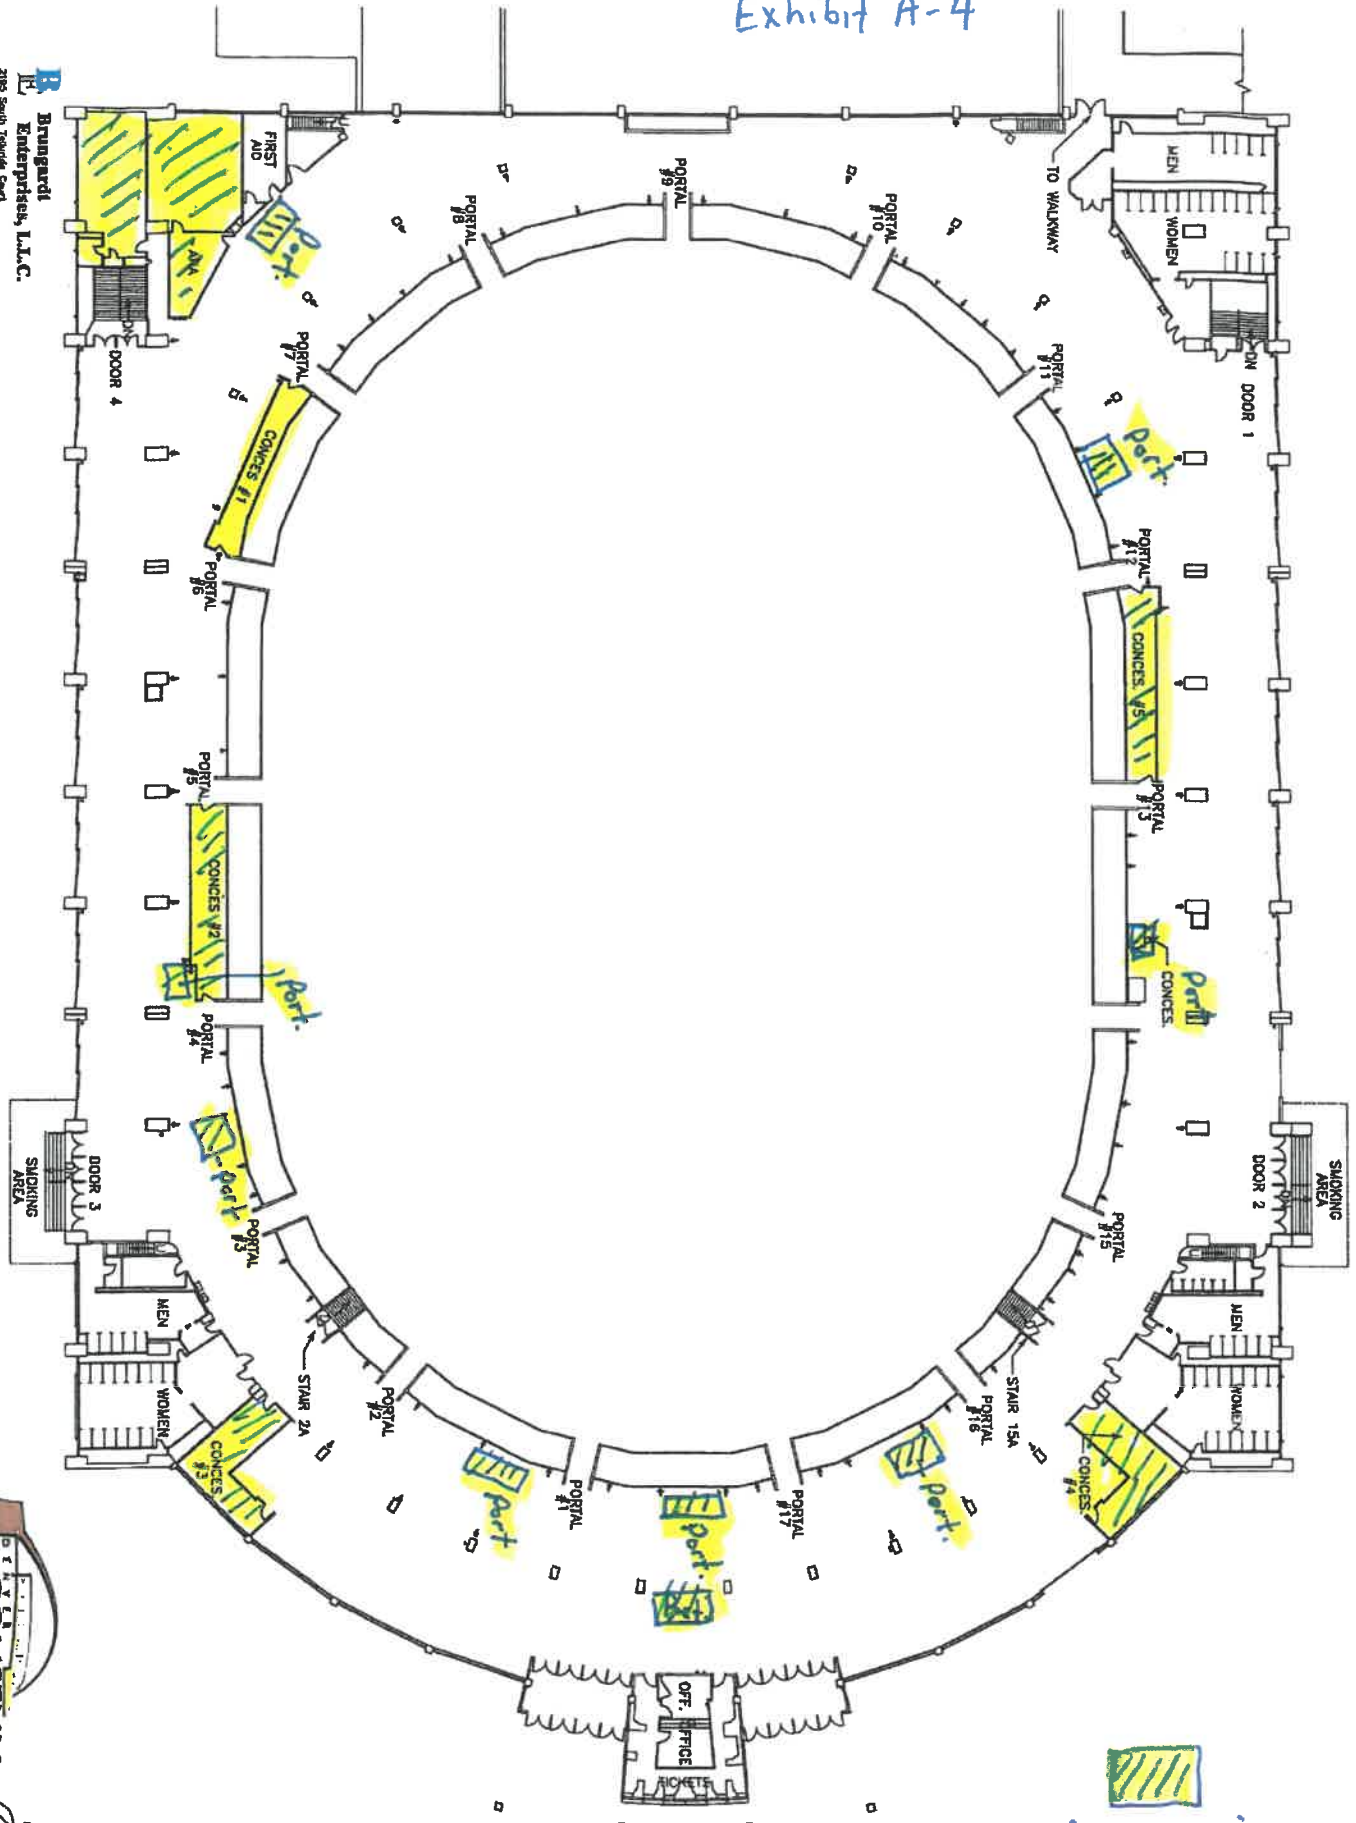 Exhibit A-4
B Brungardt
E Enterprises, L.L.C.
FIRST
AID
Port.
AVA
DN
DOOR 4
PORTAL
#8
PORTAL
#9
PORTAL
#10
TO WALKWAY
MEN
WOMEN
DN
DOOR 1
PORTAL
#7
PORTAL
#11
Port.
CONCES #1
PORTAL
#12
PORTAL
#6
CONCES. #5
PORTAL
#5
PORTAL
#13
CONCES #2
Port.
CONCES.
Port
PORTAL
#4
Port
DOOR 3
SMOKING
AREA
DOOR 2
SMOKING
AREA
PORTAL
#3
PORTAL
#15
MEN
WOMEN
MEN
WOMEN
STAIR 2A
STAIR 15A
PORTAL
#2
PORTAL
#16
CONCES
#3
CONCES
#4
Port
PORTAL
#1
Port.
PORTAL
#17
Port.
OFF.
OFFICE
TICKETS
DENVER